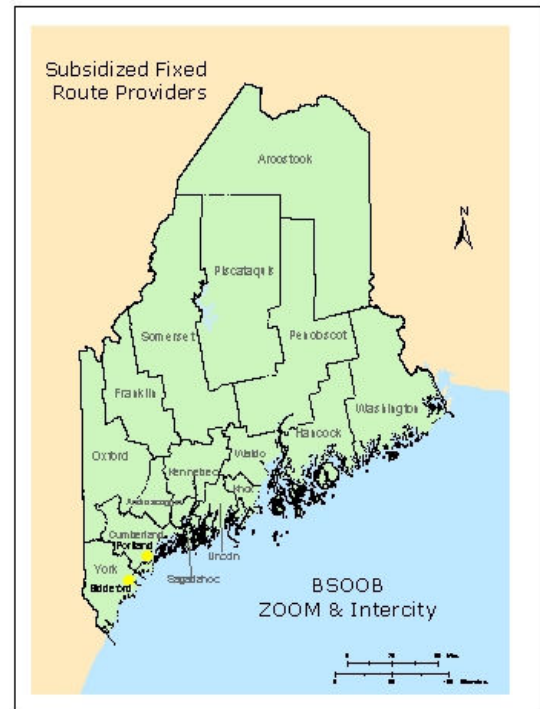 Subsidized Fixed
Route Providers
Aroostook
N
Piscataquis
Somerset
Penobscot
Franklin
Washington
Hancock
Oxford
Waldo
Kennebec
Knox
Androscoggin
Cumberland
Portland
Lincoln
York
Biddeford
Sagadahoc
BSOOB
ZOOM & Intercity